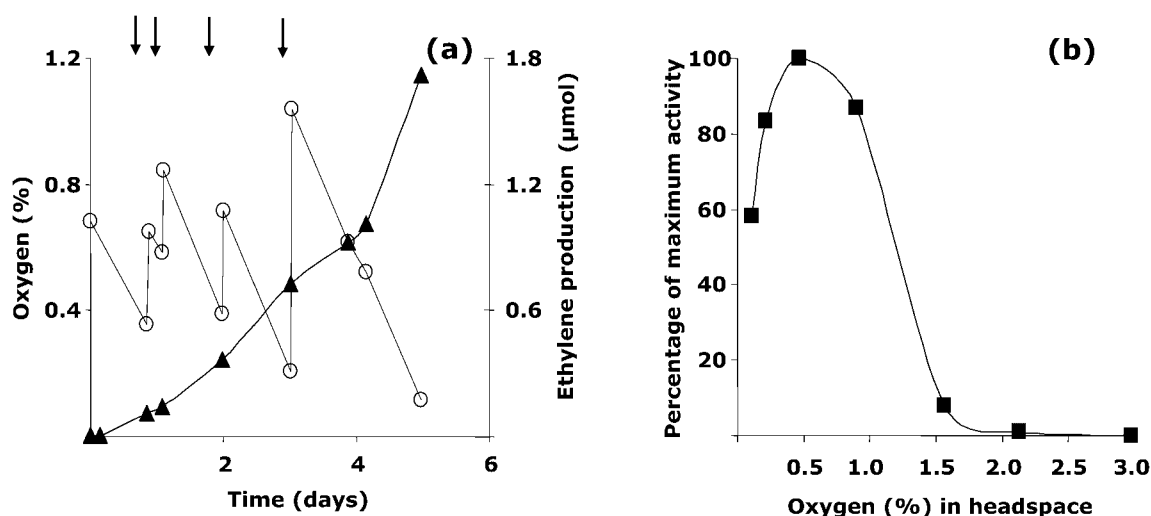 (a)
1.2
0.8
0.4
Oxygen (%)
1.8
1.2
0.6
Ethylene production (μmol)
2
4
6
Time (days)
(b)
100
80
60
40
20
Percentage of maximum activity
0.5
1.0
1.5
2.0
2.5
3.0
Oxygen (%) in headspace